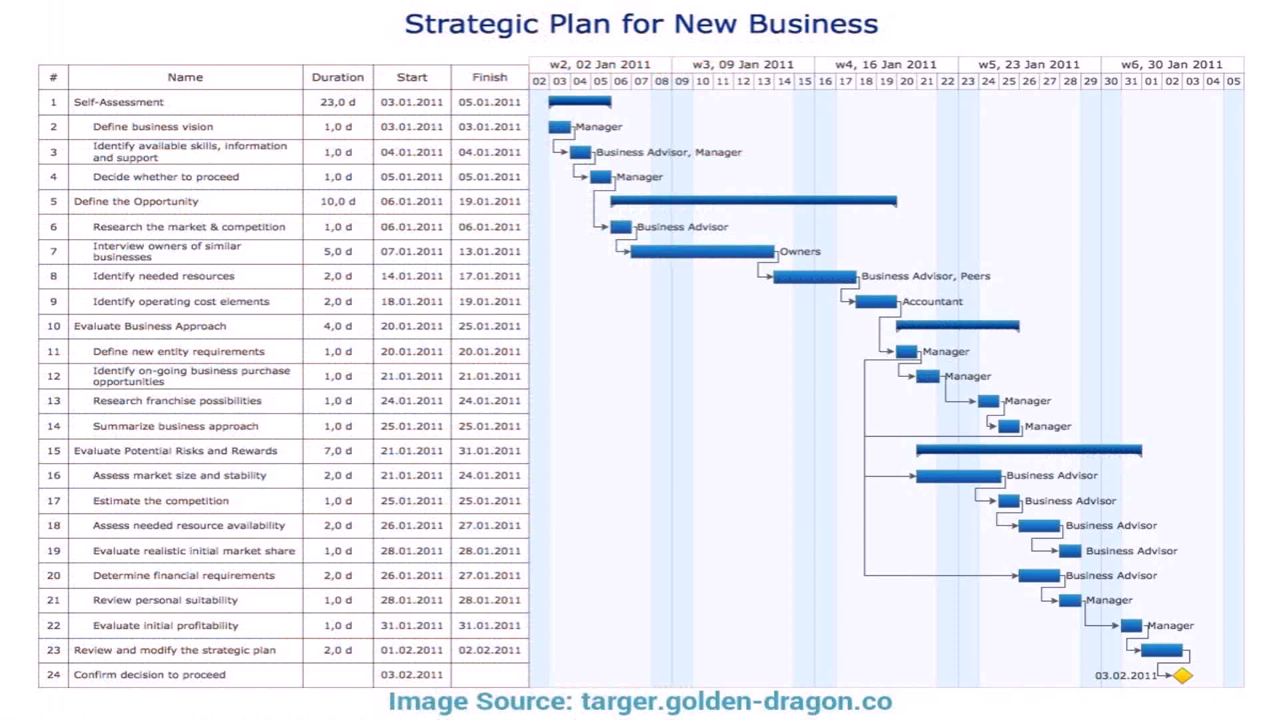 Strategic Plan for New Business
# Name Duration Start Finish
w2, 02 Jan 2011 w3, 09 Jan 2011 w4, 16 Jan 2011 w5, 23 Jan 2011 w6, 30 Jan 2011
02 03 04 05 06 07 08 09 10 11 12 13 14 15 16 17 18 19 20 21 22 23 24 25 26 27 28 29 30 31 01 02 03 04 05
1 Self-Assessment 23,0 d 03.01.2011 05.01.2011
2 Define business vision 1,0 d 03.01.2011 03.01.2011 Manager
3 Identify available skills, information
and support 1,0 d 04.01.2011 04.01.2011 Business Advisor, Manager
4 Decide whether to proceed 1,0 d 05.01.2011 05.01.2011 Manager
5 Define the Opportunity 10,0 d 06.01.2011 19.01.2011
6 Research the market & competition 1,0 d 06.01.2011 06.01.2011 Business Advisor
7 Interview owners of similar
businesses 5,0 d 07.01.2011 13.01.2011 Owners
8 Identify needed resources 2,0 d 14.01.2011 17.01.2011 Business Advisor, Peers
9 Identify operating cost elements 2,0 d 18.01.2011 19.01.2011 Accountant
10 Evaluate Business Approach 4,0 d 20.01.2011 25.01.2011
11 Define new entity requirements 1,0 d 20.01.2011 20.01.2011 Manager
12 Identify on-going business purchase
opportunities 1,0 d 21.01.2011 21.01.2011 Manager
13 Research franchise possibilities 1,0 d 24.01.2011 24.01.2011 Manager
14 Summarize business approach 1,0 d 25.01.2011 25.01.2011 Manager
15 Evaluate Potential Risks and Rewards 7,0 d 21.01.2011 31.01.2011
16 Assess market size and stability 2,0 d 21.01.2011 24.01.2011 Business Advisor
17 Estimate the competition 1,0 d 25.01.2011 25.01.2011 Business Advisor
18 Assess needed resource availability 2,0 d 26.01.2011 27.01.2011 Business Advisor
19 Evaluate realistic initial market share 1,0 d 28.01.2011 28.01.2011 Business Advisor
20 Determine financial requirements 2,0 d 26.01.2011 27.01.2011 Business Advisor
21 Review personal suitability 1,0 d 28.01.2011 28.01.2011 Manager
22 Evaluate initial profitability 1,0 d 31.01.2011 31.01.2011 Manager
23 Review and modify the strategic plan 2,0 d 01.02.2011 02.02.2011
24 Confirm decision to proceed 03.02.2011 03.02.2011
Image Source: targer.golden-dragon.co